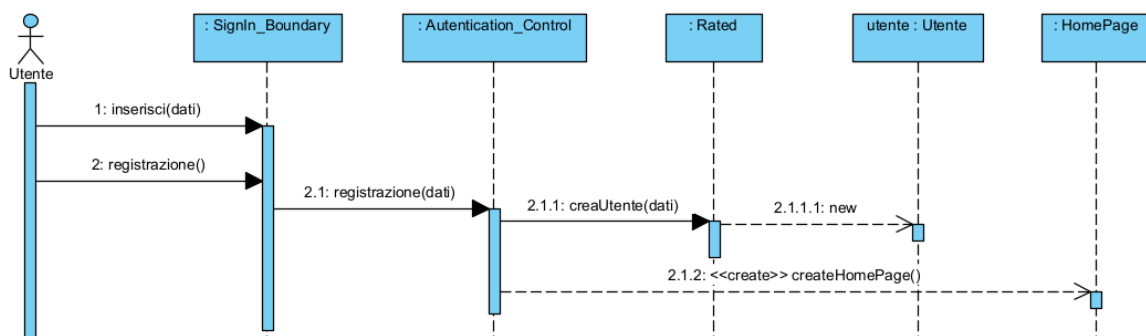 : SignIn_Boundary
: Autentication_Control
: Rated
utente : Utente
: HomePage
Utente
1: inserisci(dati)
2: registrazione()
2.1: registrazione(dati)
2.1.1: creaUtente(dati)
2.1.1.1: new
2.1.2: <<create>> createHomePage()